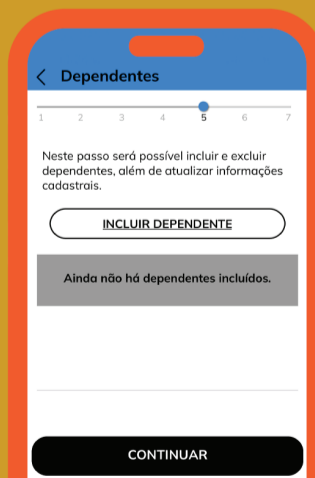 Dependentes
1 2 3 4 5 6 7
Neste passo será possível incluir e excluir
dependentes, além de atualizar informações
cadastrais.
INCLUIR DEPENDENTE
Ainda não há dependentes incluídos.
CONTINUAR